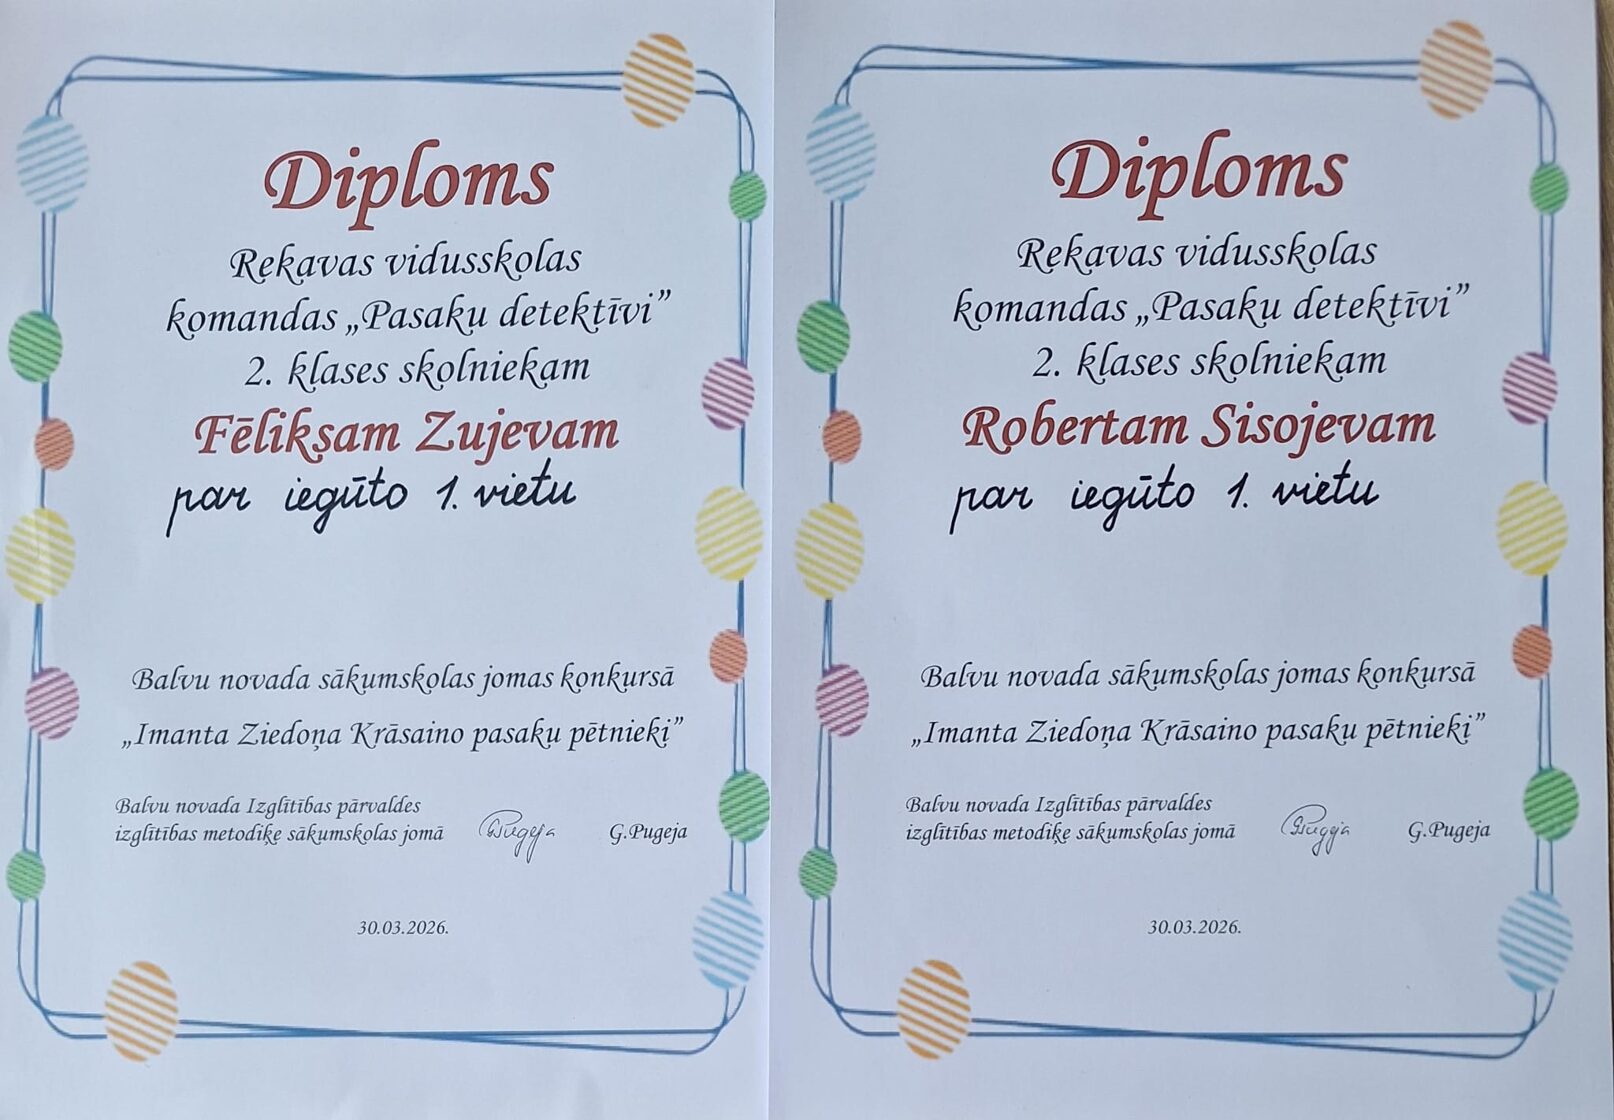 Diploms
Rekavas vidusskolas
komandas „Pasaku detektīvi”
2. klases skolniekam
Fēliksam Zujevam
par iegūto 1. vietu
Balvu novada sākumskolas jomas konkursā
„Imanta Ziedoņa Krāsaino pasaku pētnieki”
Balvu novada Izglītības pārvaldes
izglītības metodiķe sākumskolas jomā GPugeja G.Pugeja
30.03.2026.
Diploms
Rekavas vidusskolas
komandas „Pasaku detektīvi”
2. klases skolniekam
Robertam Sisojevam
par iegūto 1. vietu
Balvu novada sākumskolas jomas konkursā
„Imanta Ziedoņa Krāsaino pasaku pētnieki”
Balvu novada Izglītības pārvaldes
izglītības metodiķe sākumskolas jomā GPugeja G.Pugeja
30.03.2026.